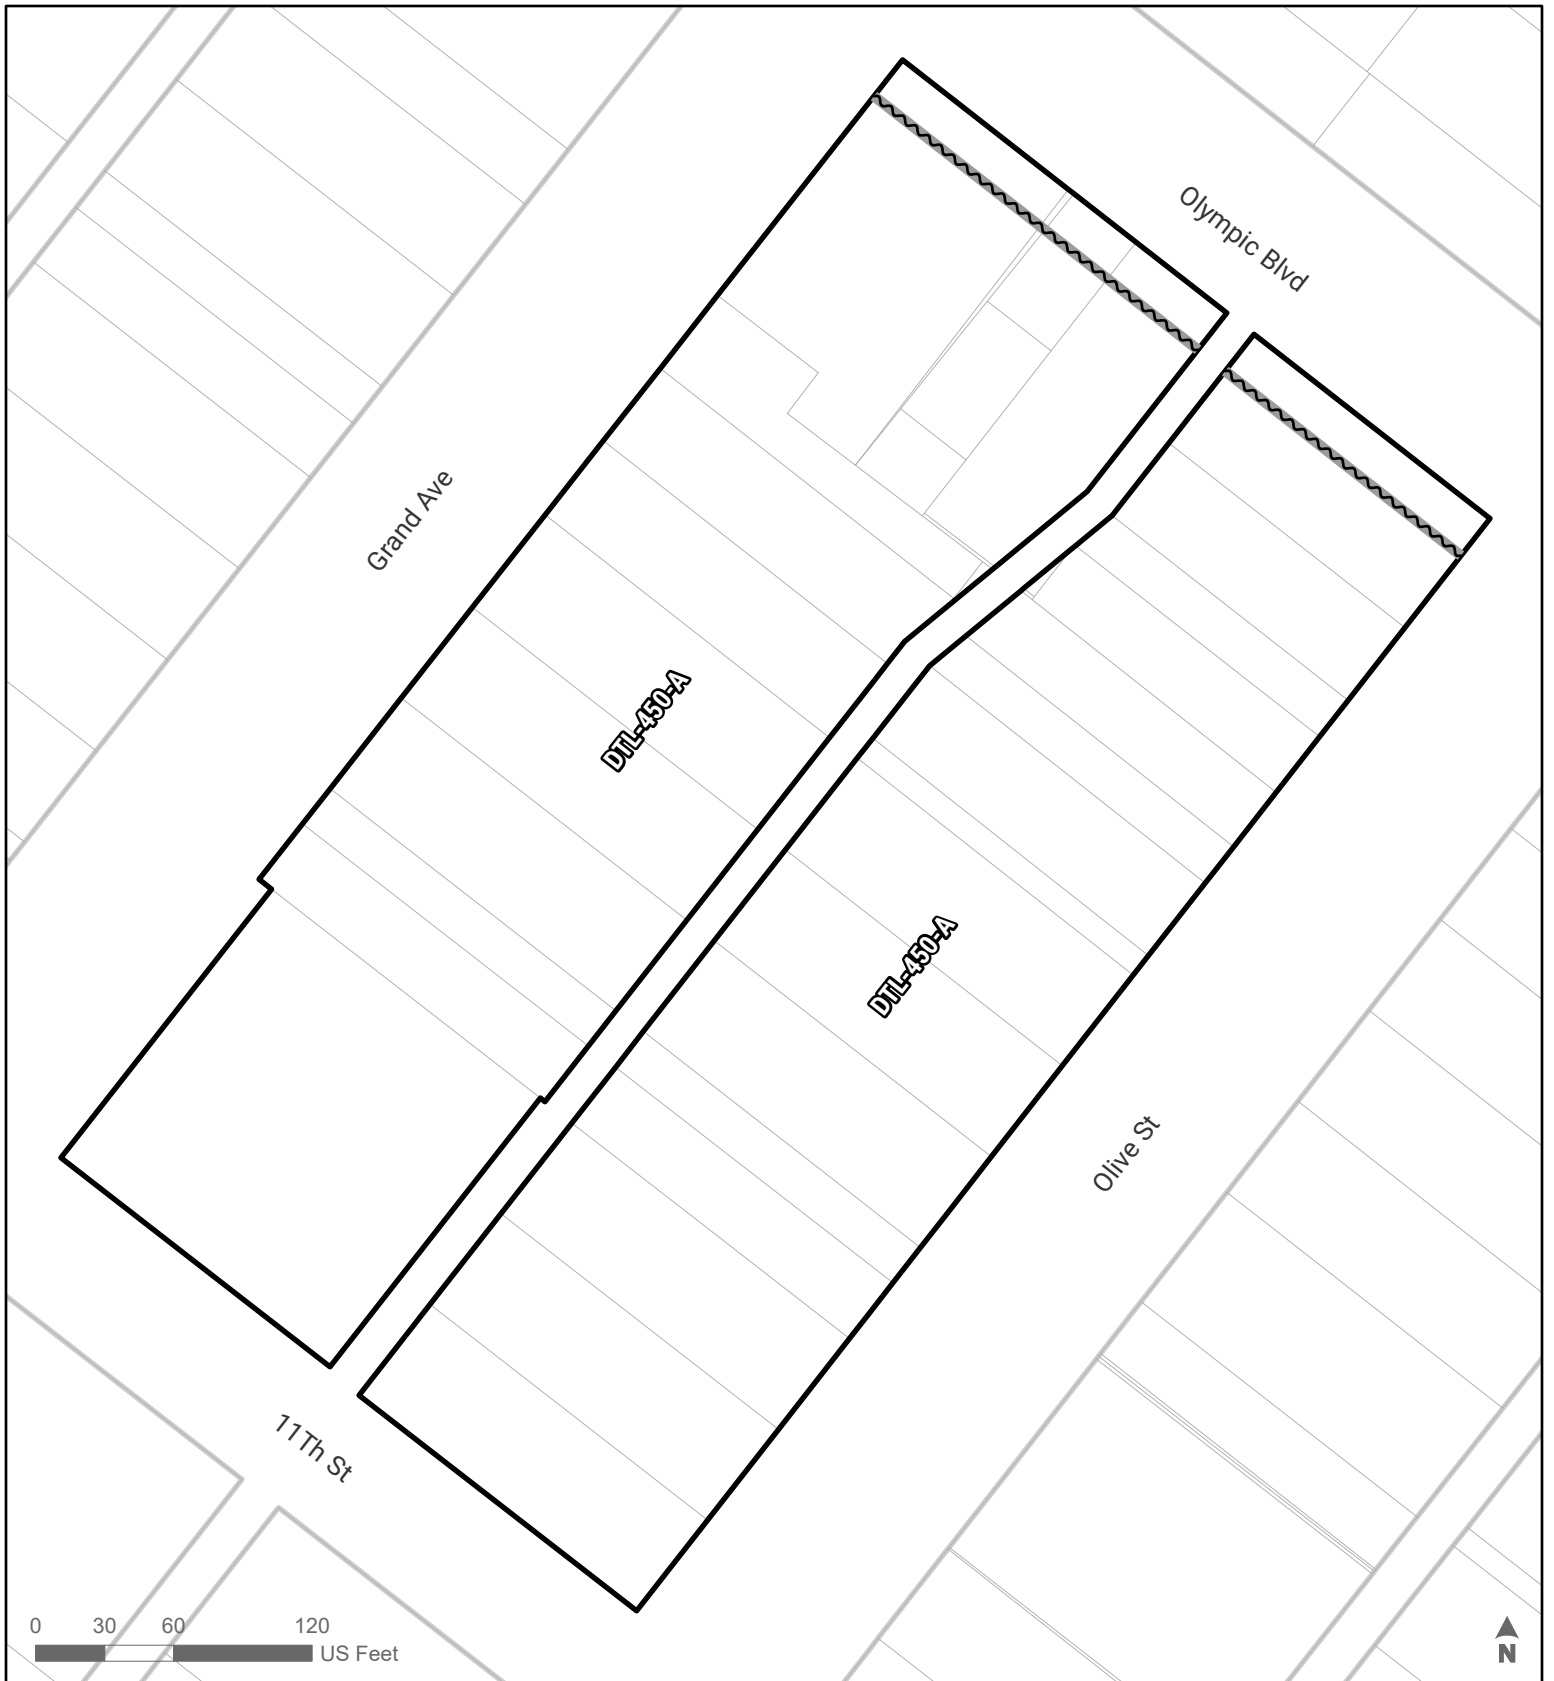 Olympic Blvd
Grand Ave
DTL-450-A
DTL-450-A
Olive St
11Th St
0 30 60 120
US Feet
N